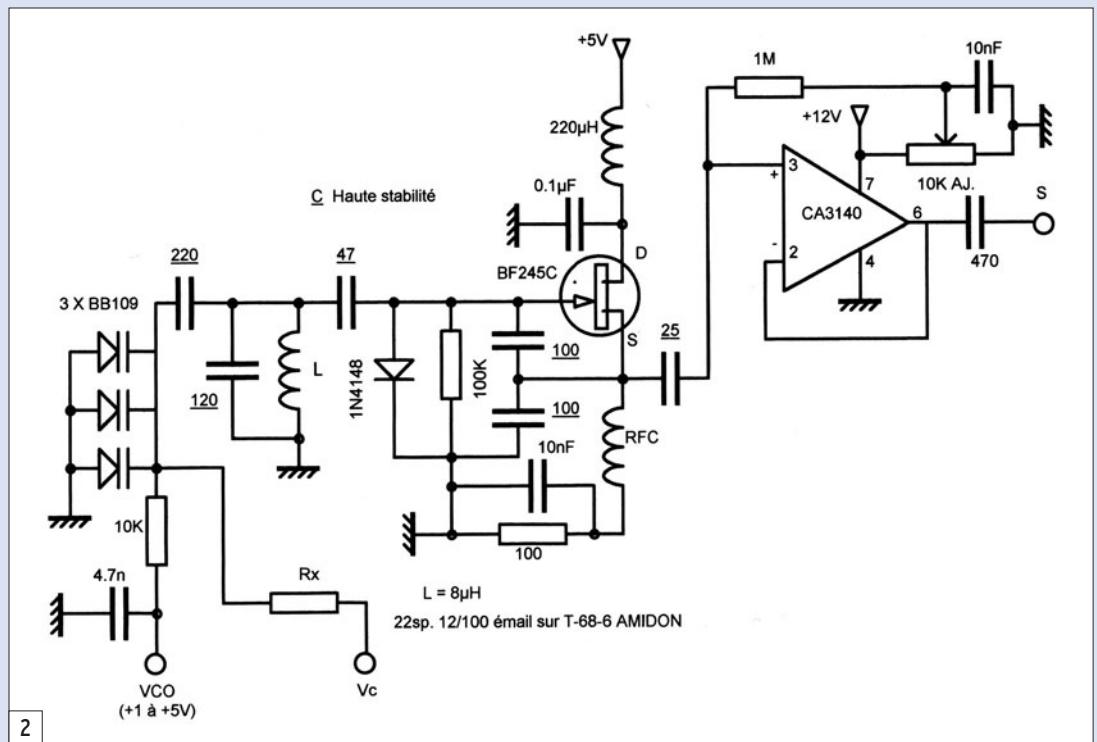 +5V
1M
10nF
220µH
+12V
0.1µF
C Haute stabilité
3
+
7
10K AJ.
CA3140
6
S
-
2
4
470
D
BF245C
S
220
47
3 X BB109
25
100
L
1N4148
100K
120
100
RFC
10nF
10K
100
4.7n
Rx
L = 8µH
22sp. 12/100 émail sur T-68-6 AMIDON
VCO
(+1 à +5V)
Vc
2